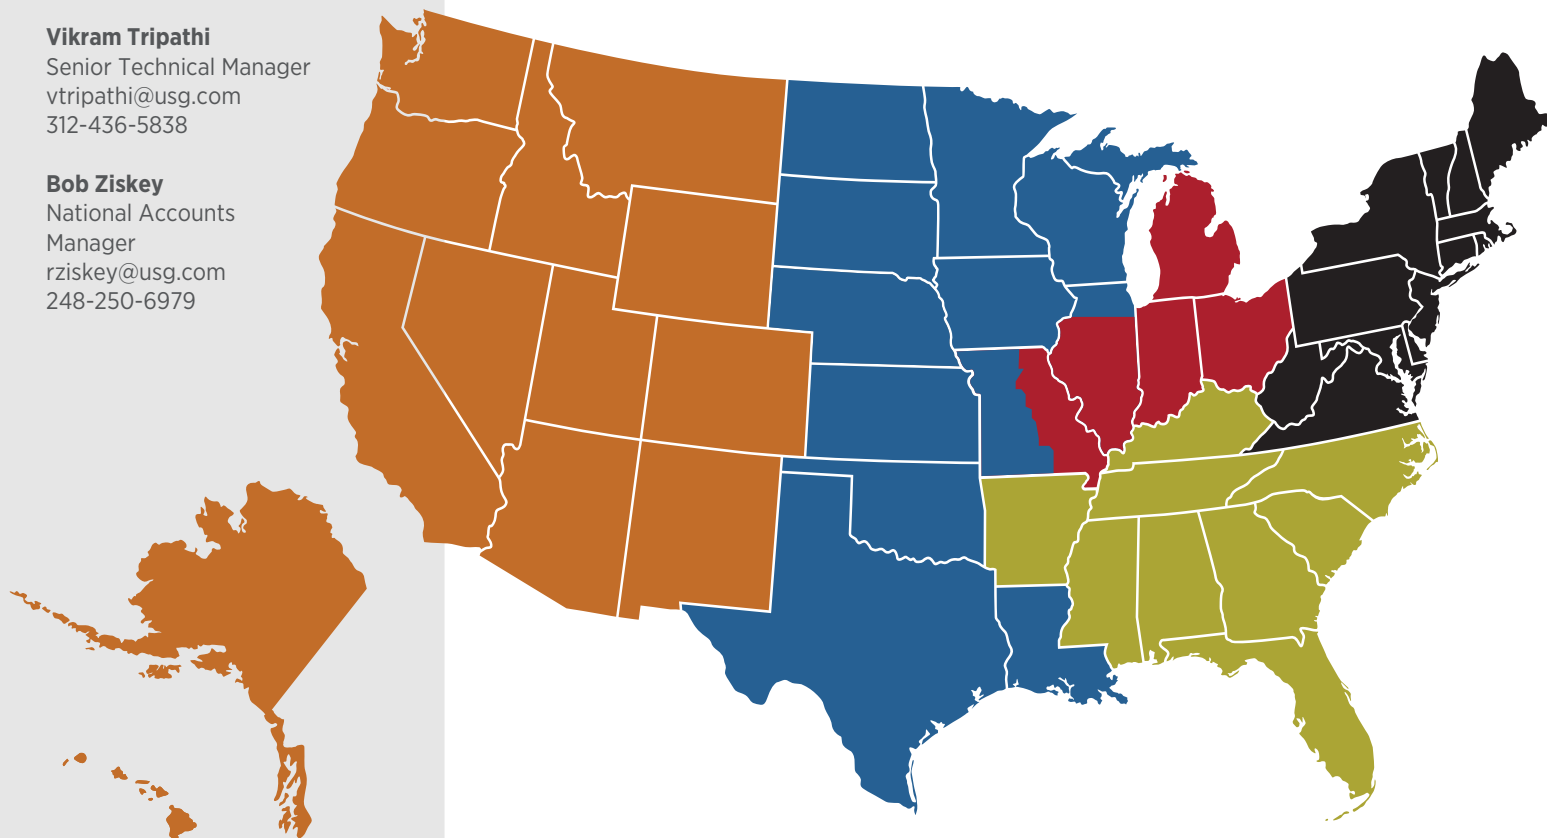 Vikram Tripathi
Senior Technical Manager
vtripathi@usg.com
312-436-5838
Bob Ziskey
National Accounts
Manager
rziskey@usg.com
248-250-6979